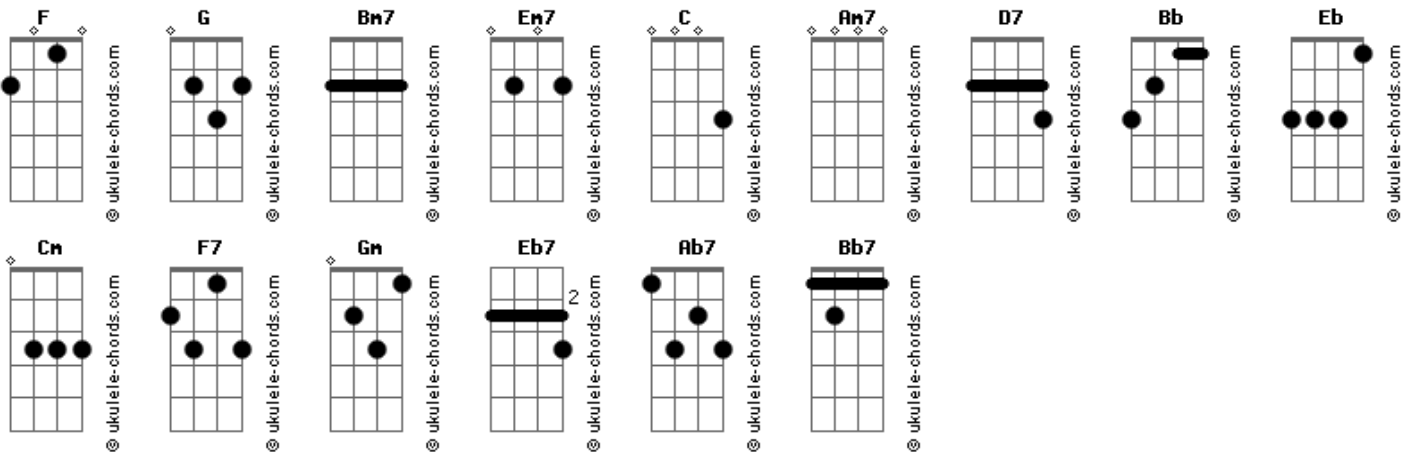 F G Bm7 Em7 C Am7 D7 Bb Eb
© ukulele-chords.com © ukulele-chords.com © ukulele-chords.com © ukulele-chords.com © ukulele-chords.com © ukulele-chords.com © ukulele-chords.com © ukulele-chords.com © ukulele-chords.com
Cm F7 Gm Eb7 Ab7 Bb7
2
© ukulele-chords.com © ukulele-chords.com © ukulele-chords.com © ukulele-chords.com © ukulele-chords.com © ukulele-chords.com